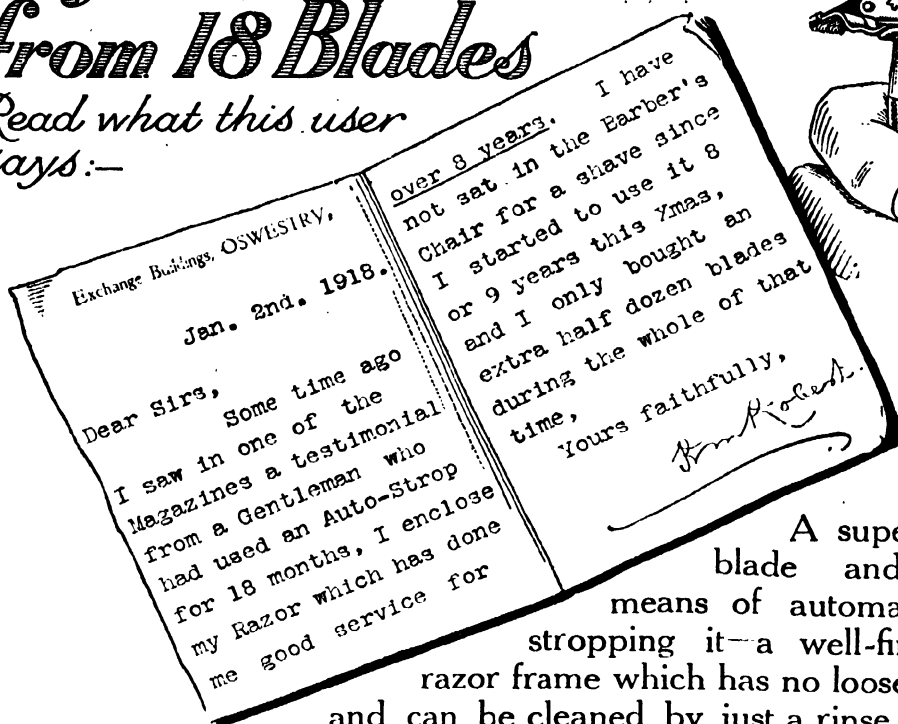 from 18 Blades
Read what this user
says:—
Exchange Buildings, OSWESTRY,
Jan. 2nd. 1918.
Dear Sirs,
Some time ago
I saw in one of the
Magazines a testimonial
from a Gentleman who
had used an Auto-Strop
for 18 months, I enclose
my Razor which has done
me good service for
over 8 years. I have
not sat in the Barber's
Chair for a shave since
I started to use it 8
or 9 years this Xmas,
and I only bought an
extra half dozen blades
during the whole of that
time,
Yours faithfully,
A supe
blade and
means of automa
stropping it—a well-fi
razor frame which has no loose
and can be cleaned by just a rinse